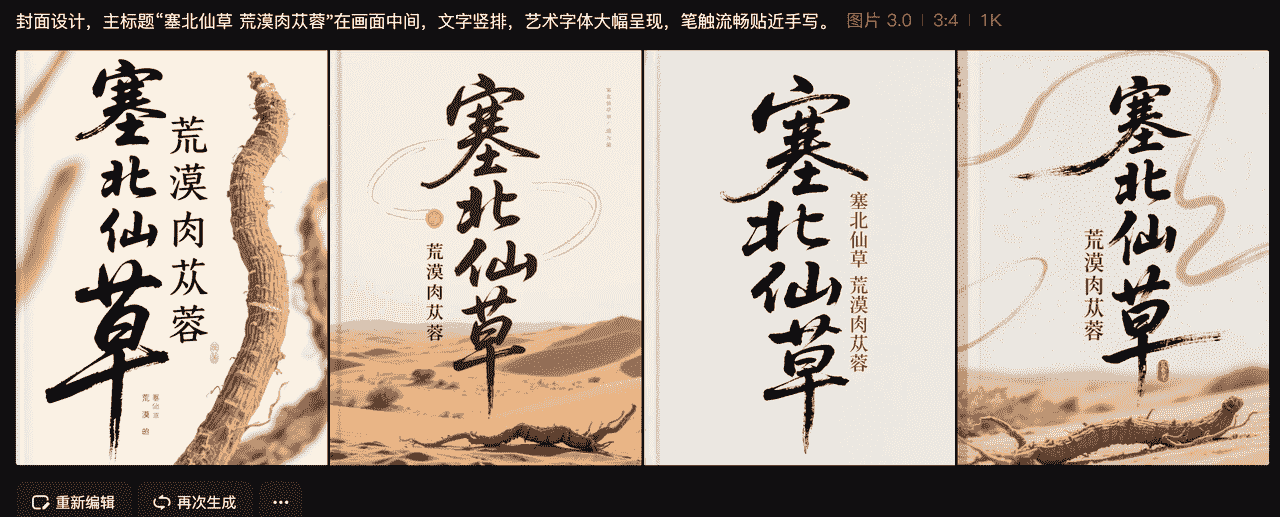 封面设计，主标题“塞北仙草 荒漠肉苁蓉”在画面中间，文字竖排，艺术字体大幅呈现，笔触流畅贴近手写。 图片 3.0 | 3:4 | 1K
塞北仙草
荒漠肉苁蓉
塞北仙草
荒漠肉苁蓉
塞北仙草
塞北仙草 荒漠肉苁蓉
塞北仙草
荒漠肉苁蓉
重新编辑
再次生成